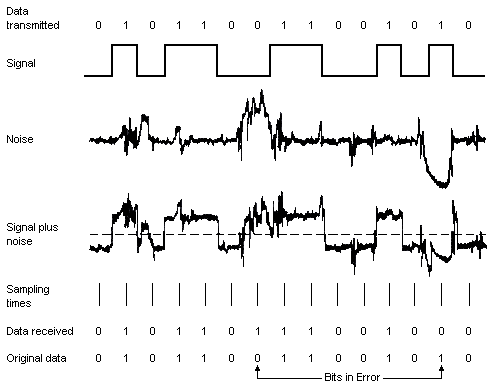 Data transmitted 0 1 0 1 1 0 0 1 1 0 0 1 0 1 0
Signal
Noise
Signal plus noise
Sampling times
Data received 0 1 0 1 1 0 1 1 1 0 0 1 0 0 0
Original data 0 1 0 1 1 0 0 1 1 0 0 1 0 1 0
Bits in Error